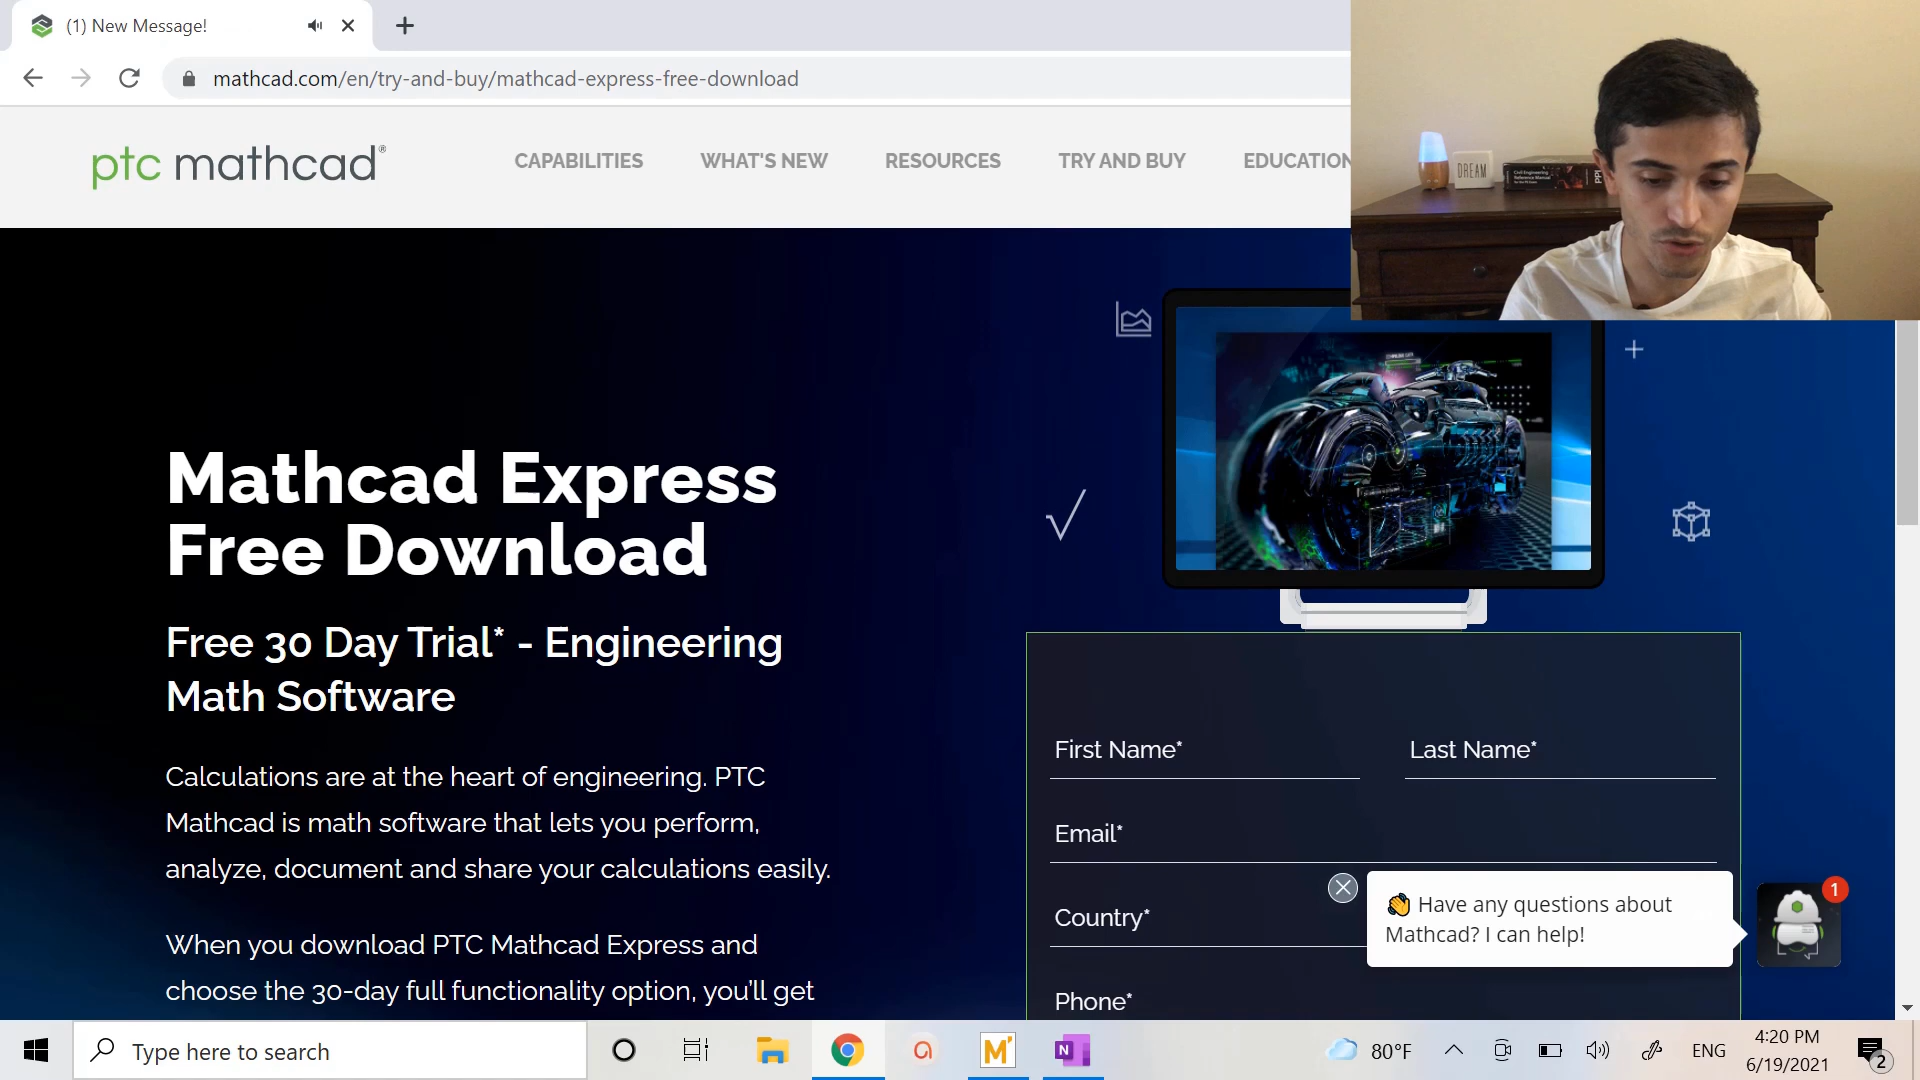 (1) New Message!
mathcad.com/en/try-and-buy/mathcad-express-free-download
ptc mathcad®
CAPABILITIES
WHAT'S NEW
RESOURCES
TRY AND BUY
EDUCATION
DREAM
Civil Engineering
Reference Manual
PPI
Mathcad Express
Free Download
Free 30 Day Trial* - Engineering
Math Software
Calculations are at the heart of engineering. PTC
Mathcad is math software that lets you perform,
analyze, document and share your calculations easily.
When you download PTC Mathcad Express and
choose the 30-day full functionality option, you'll get
First Name*
Last Name*
Email*
Country*
Phone*
👋 Have any questions about
Mathcad? I can help!
1
Type here to search
80°F
ENG
4:20 PM
6/19/2021
2